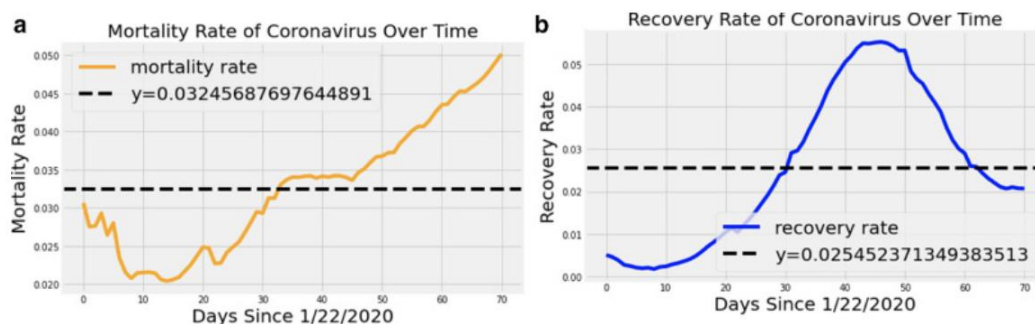 a
Mortality Rate of Coronavirus Over Time
mortality rate
y=0.03245687697644891
Mortality Rate
0.050
0.045
0.040
0.035
0.030
0.025
0.020
0 10 20 30 40 50 60 70
Days Since 1/22/2020
b
Recovery Rate of Coronavirus Over Time
Recovery Rate
0.05
0.04
0.03
0.02
0.01
0.00
recovery rate
y=0.025452371349383513
0 10 20 30 40 50 60 70
Days Since 1/22/2020